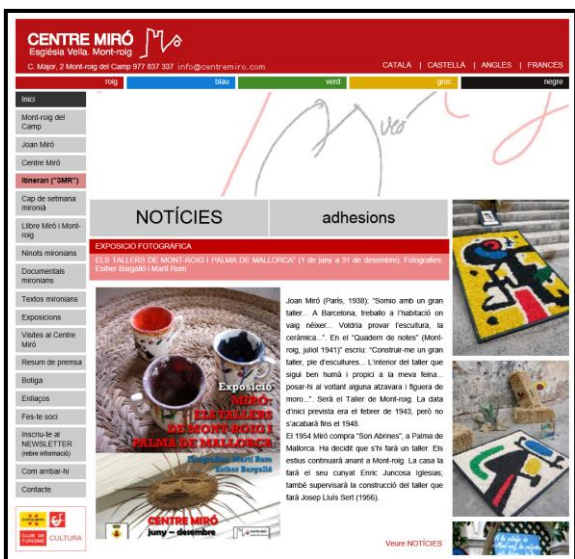 CENTRE MIRÓ
Església Vella. Mont-roig
C. Major, 2 Mont-roig del Camp 977 837 337 info@centremiro.com
CATALÀ | CASTELLÀ | ANGLÈS | FRANCÈS
roig blau verd groc negre
Inici
Mont-roig del
Camp
Joan Miró
Centre Miró
Itinerari ("3MR")
Cap de setmana
mironià
Llibre Miró i Mont-
roig
Ninots mironians
Documentals
mironians
Textos mironians
Exposicions
Visites al Centre
Miró
Resum de premsa
Botiga
Enllaços
Fes-te soci
Inscriu-te al
NEWSLETTER
(rebre informació)
Com arribar-hi
Contacte
CLUB DE
TURISME
CULTURA
NOTÍCIES
adhesions
EXPOSICIÓ FOTOGRÀFICA
ELS TALLERS DE MONT-ROIG I PALMA DE MALLORCA" (1 de juny a 31 de desembre). Fotografies:
Esther Bargalló i Martí Rom
Exposició
MIRÓ:
ELS TALLERS
DE MONT-ROIG I
PALMA DE MALLORCA
Fotografies: Martí Rom
Esther Bargallé
CENTRE MIRÓ
juny – desembre
Joan Miró (París, 1938): "Somio amb un gran
taller... A Barcelona, treballo a l'habitació on
vaig néixer... Voldria provar l'escultura, la
ceràmica...". En el "Quadern de notes" (Mont-
roig, juliol 1941)" escriu: "Construir-me un gran
taller, ple d'escultures... L'interior del taller que
sigui ben humà i propici a la meva feina...
posar-hi al voltant alguna atzavara i figuera de
moro...". Serà el Taller de Mont-roig. La data
d'inici prevista era el febrer de 1943, però no
s'acabarà fins el 1948.
El 1954 Miró compra "Son Abrines", a Palma de
Mallorca. Ha decidit que s'hi farà un taller. Els
estius continuarà anant a Mont-roig. La casa la
farà el seu cunyat Enric Juncosa Iglesias,
també supervisarà la construcció del taller que
farà Josep Lluís Sert (1956).
Veure NOTÍCIES